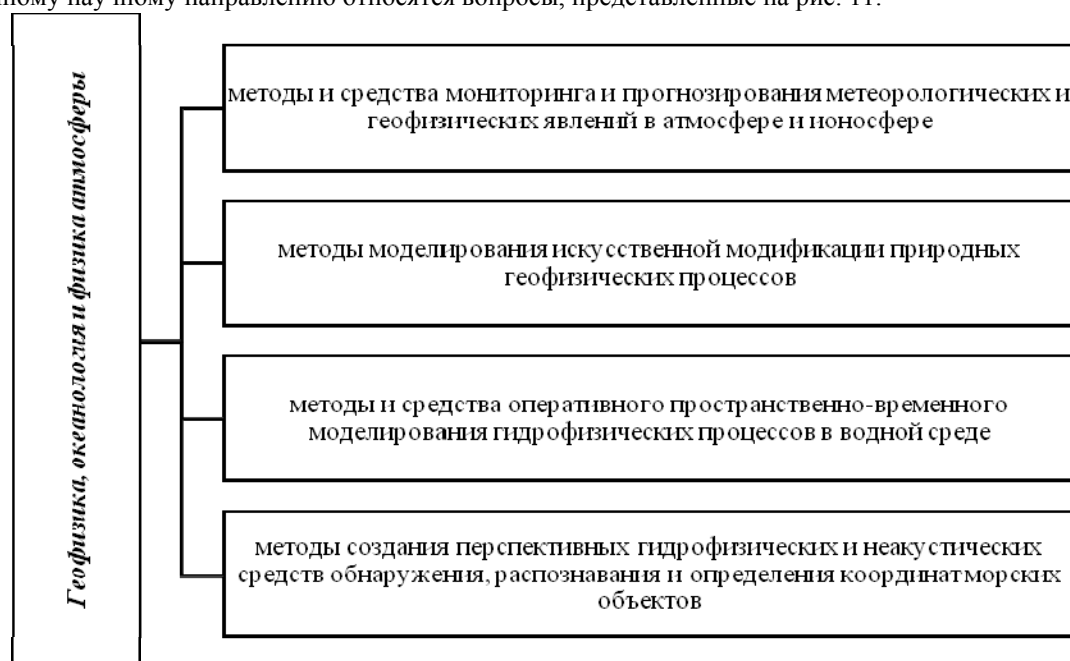 ному научному направлению относятся вопросы, представленные на рис. 11.
Геофизика, океанология и физика атмосферы
методы и средства мониторинга и прогнозирования метеорологических и
геофизических явлений в атмосфере и ионосфере
методы моделирования искусственной модификации природных
геофизических процессов
методы и средства оперативного пространственно-временного
моделирования гидрофизических процессов в водной среде
методы создания перспективных гидрофизических и неакустических
средств обнаружения, распознавания и определения координат морских
объектов